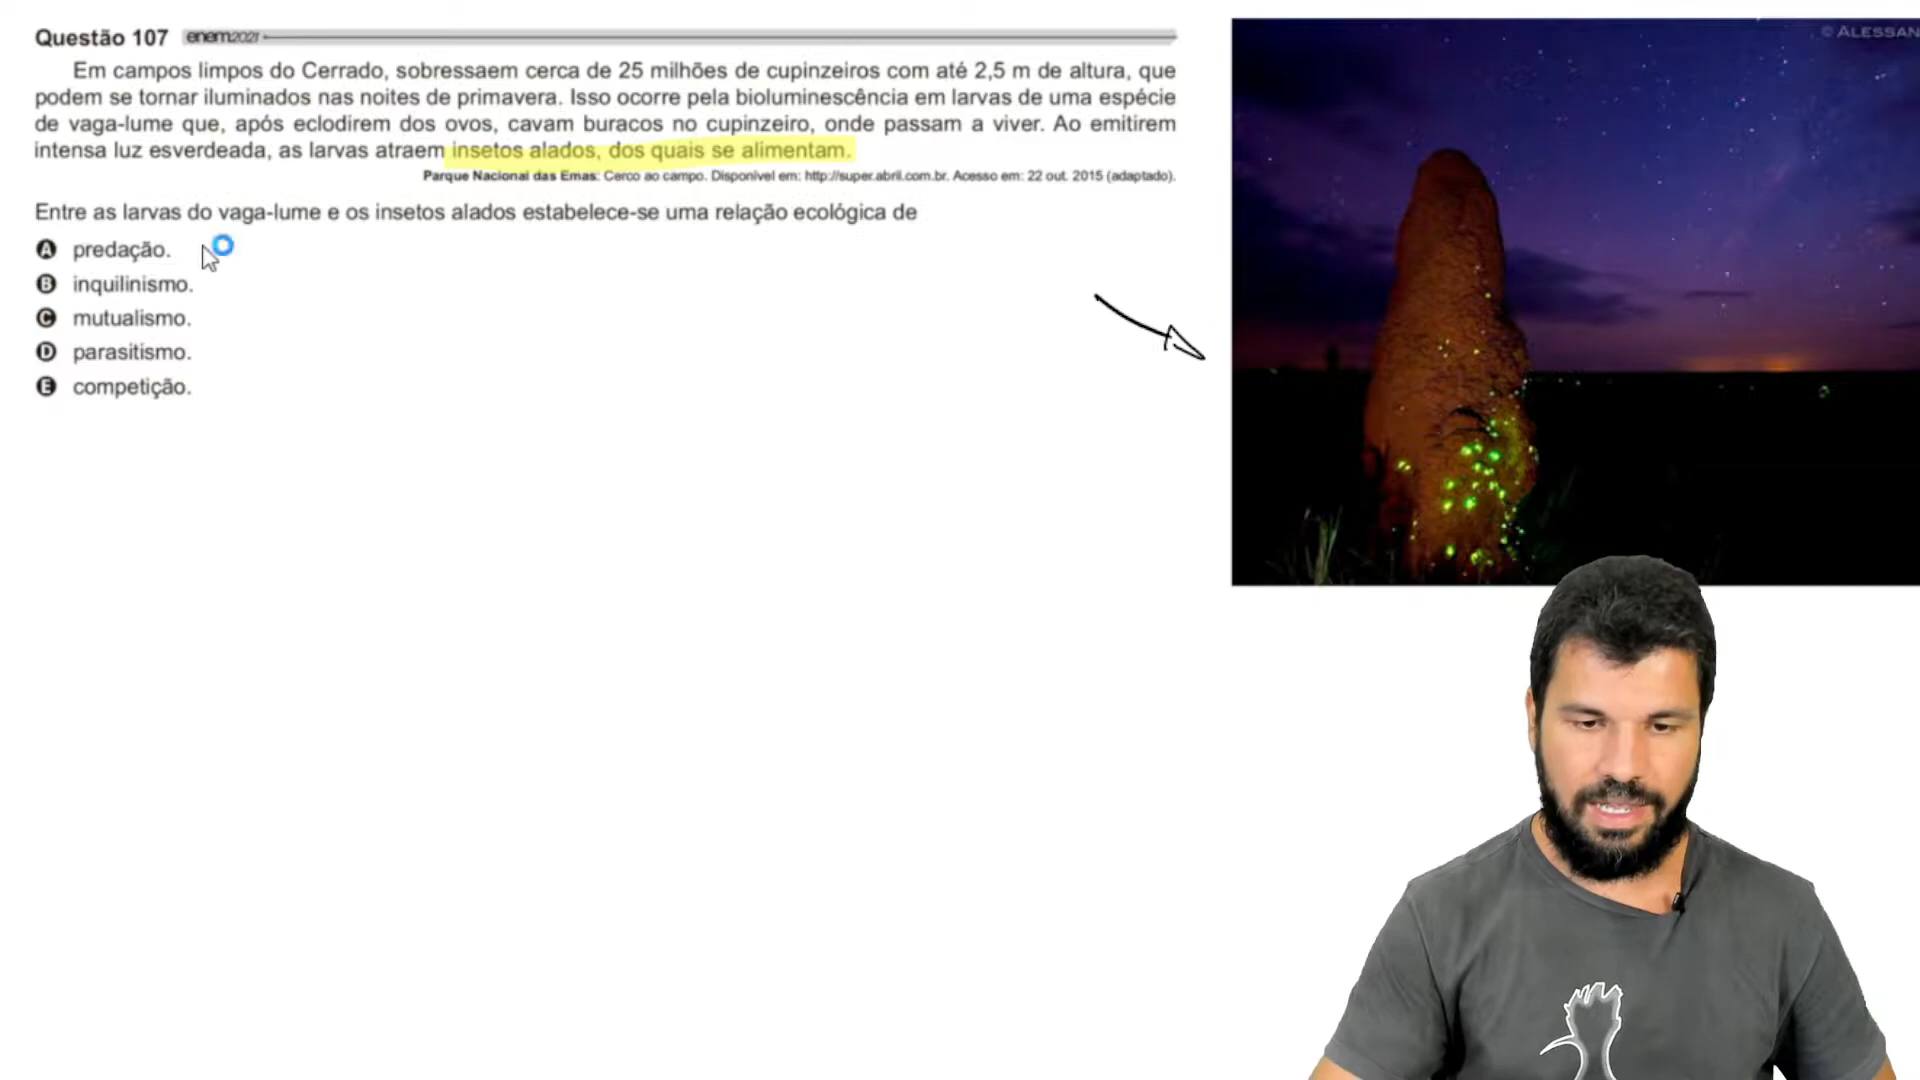 Questão 107 enem2021
Em campos limpos do Cerrado, sobressaem cerca de 25 milhões de cupinzeiros com até 2,5 m de altura, que
podem se tornar iluminados nas noites de primavera. Isso ocorre pela bioluminescência em larvas de uma espécie
de vaga-lume que, após eclodirem dos ovos, cavam buracos no cupinzeiro, onde passam a viver. Ao emitirem
intensa luz esverdeada, as larvas atraem insetos alados, dos quais se alimentam.
Parque Nacional das Emas: Cerco ao campo. Disponível em: http://super.abril.com.br. Acesso em: 22 out. 2015 (adaptado).
Entre as larvas do vaga-lume e os insetos alados estabelece-se uma relação ecológica de
A predação.
B inquilinismo.
C mutualismo.
D parasitismo.
E competição.
© ALESSAN